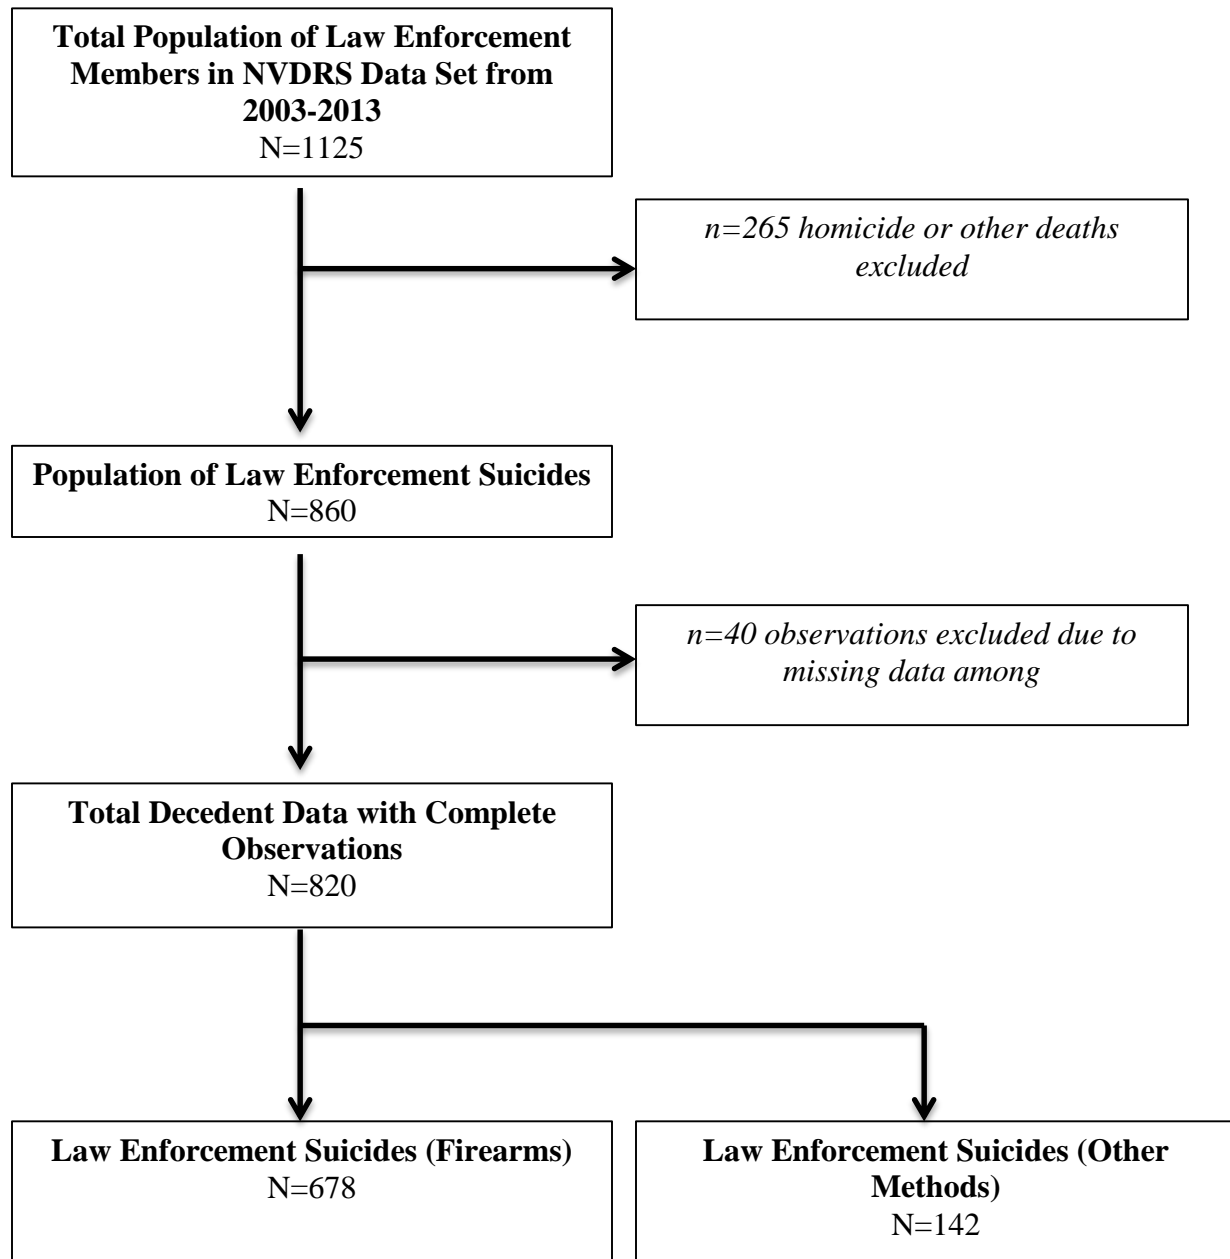 Total Population of Law Enforcement
Members in NVDRS Data Set from
2003-2013
N=1125
n=265 homicide or other deaths
excluded
Population of Law Enforcement Suicides
N=860
n=40 observations excluded due to
missing data among
Total Decedent Data with Complete
Observations
N=820
Law Enforcement Suicides (Firearms)
N=678
Law Enforcement Suicides (Other
Methods)
N=142